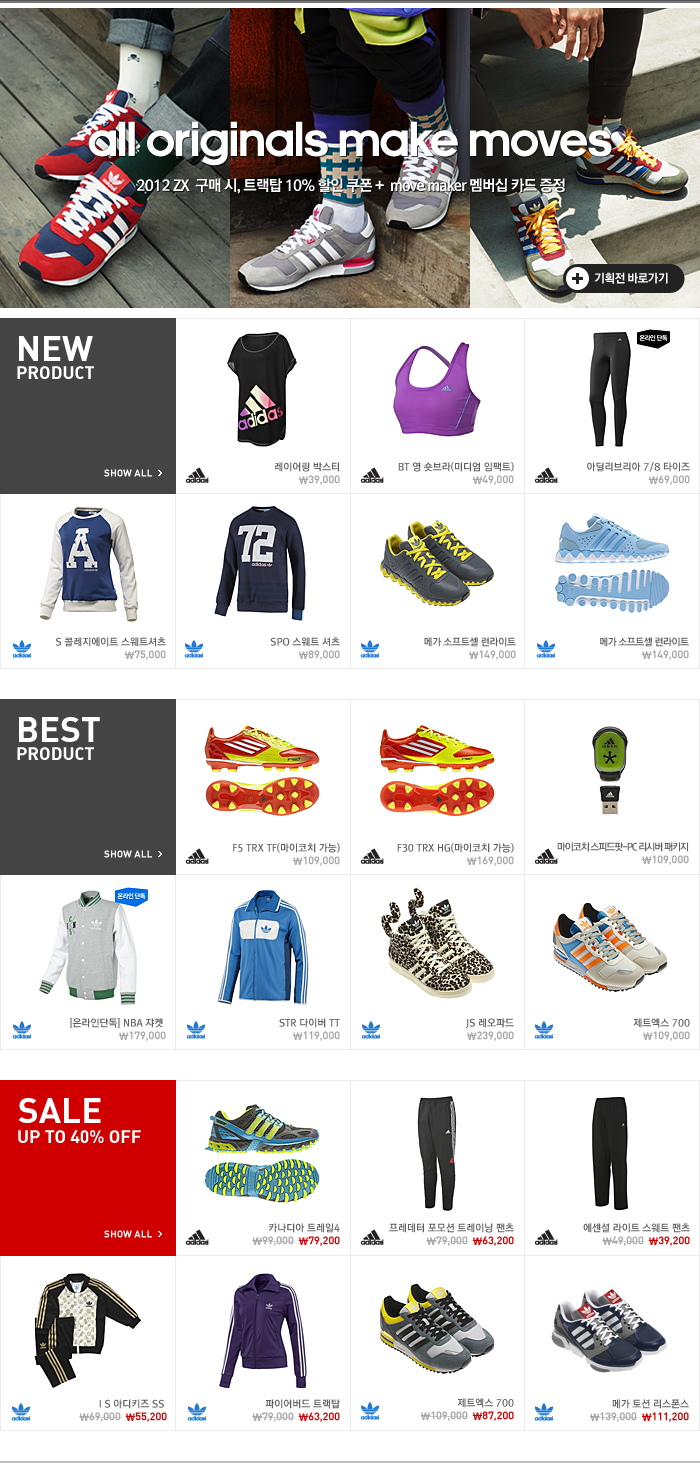 all originals make moves
2012 ZX 구매 시, 트랙탑 10% 할인 쿠폰 + move maker 멤버십 카드 증정
기획전 바로가기
NEW
PRODUCT
SHOW ALL >
adidas
adidas
레이어링 박스티
₩39,000
adidas
BT 영 숏브라(미디엄 임팩트)
₩49,000
온라인 단독
adidas
아딜리브리아 7/8 타이즈
₩69,000
A
adidas
S 콜레지에이트 스웨트셔츠
₩75,000
72
adidas
adidas
SPO 스웨트 셔츠
₩89,000
adidas
메가 소프트셀 런라이트
₩149,000
adidas
메가 소프트셀 런라이트
₩149,000
BEST
PRODUCT
SHOW ALL >
adidas
F5 TRX TF(마이코치 가능)
₩109,000
adidas
F30 TRX HG(마이코치 가능)
₩169,000
adidas
마이코치 스피드팟-PC 리시버 패키지
₩109,000
온라인 단독
adidas
[온라인단독] NBA 쟈켓
₩179,000
adidas
STR 다이버 TT
₩119,000
adidas
JS 레오파드
₩239,000
adidas
제트엑스 700
₩109,000
SALE
UP TO 40% OFF
SHOW ALL >
adidas
카나디아 트레일4
₩99,000 ₩79,200
adidas
프레데터 포모션 트레이닝 팬츠
₩79,000 ₩63,200
adidas
에센셜 라이트 스웨트 팬츠
₩49,000 ₩39,200
adidas
I S 아디키즈 SS
₩69,000 ₩55,200
adidas
파이어버드 트랙탑
₩79,000 ₩63,200
adidas
제트엑스 700
₩109,000 ₩87,200
adidas
메가 토션 리스폰스
₩139,000 ₩111,200